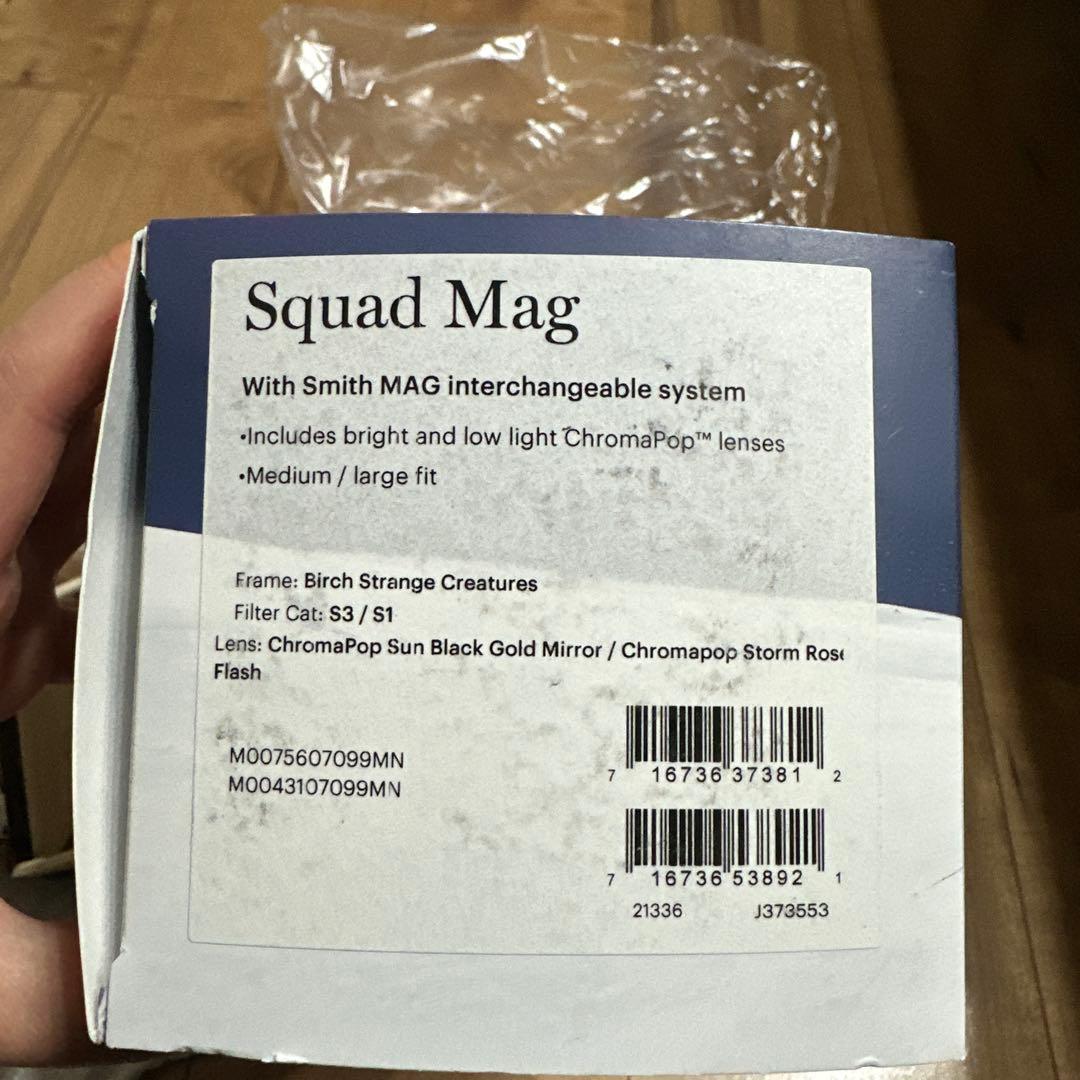 Squad Mag
With Smith MAG interchangeable system
•Includes bright and low light ChromaPop™ lenses
•Medium / large fit
Frame: Birch Strange Creatures
Filter Cat: S3 / S1
Lens: ChromaPop Sun Black Gold Mirror / Chromapop Storm Rose
Flash
M0075607099MN
M0043107099MN
7 16736 37381 2
7 16736 53892 1
21336 J373553